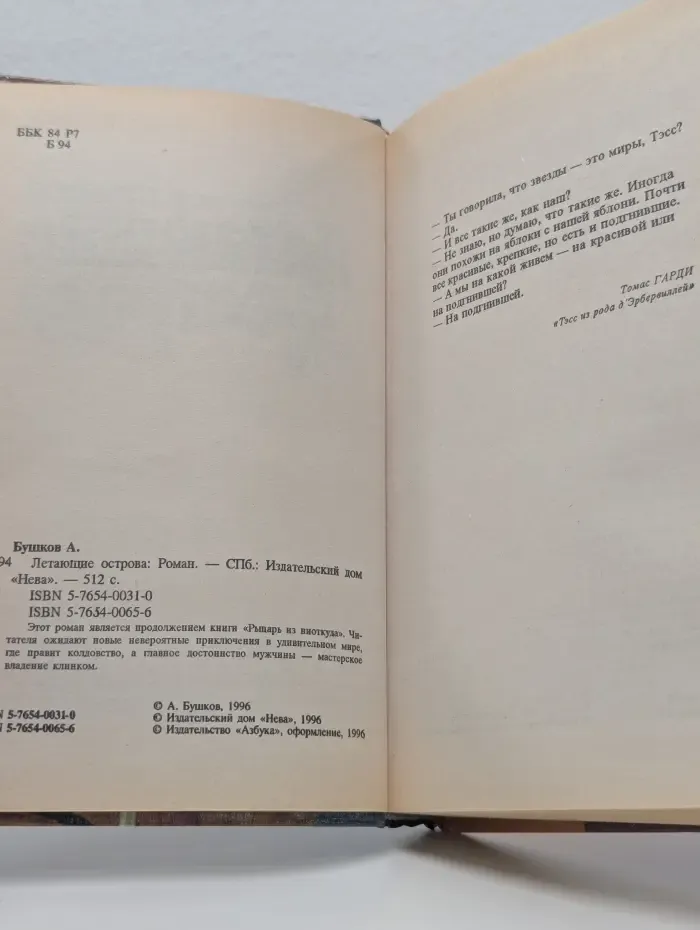 ББК 84 Р7
Б 94
Бушков А.
94 Летающие острова: Роман. — СПб.: Издательский дом
«Нева». — 512 с.
ISBN 5-7654-0031-0
ISBN 5-7654-0065-6
Этот роман является продолжением книги «Рыцарь из ниоткуда». Чи-
тателя ожидают новые невероятные приключения в удивительном мире,
где правит колдовство, а главное достоинство мужчины — мастерское
владение клинком.
N 5-7654-0031-0
N 5-7654-0065-6
© А. Бушков, 1996
© Издательский дом «Нева», 1996
© Издательство «Азбука», оформление, 1996
— Ты говорила, что звезды — это миры, Тэсс?
— Да.
— И все такие же, как наш?
— Не знаю, но думаю, что такие же. Иногда
они похожи на яблоки с нашей яблони. Почти
все красивые, крепкие, но есть и подгнившие.
— А мы на какой живем — на красивой или
на подгнившей?
— На подгнившей.
Томас ГАРДИ
«Тэсс из рода д'Эрбервиллей»